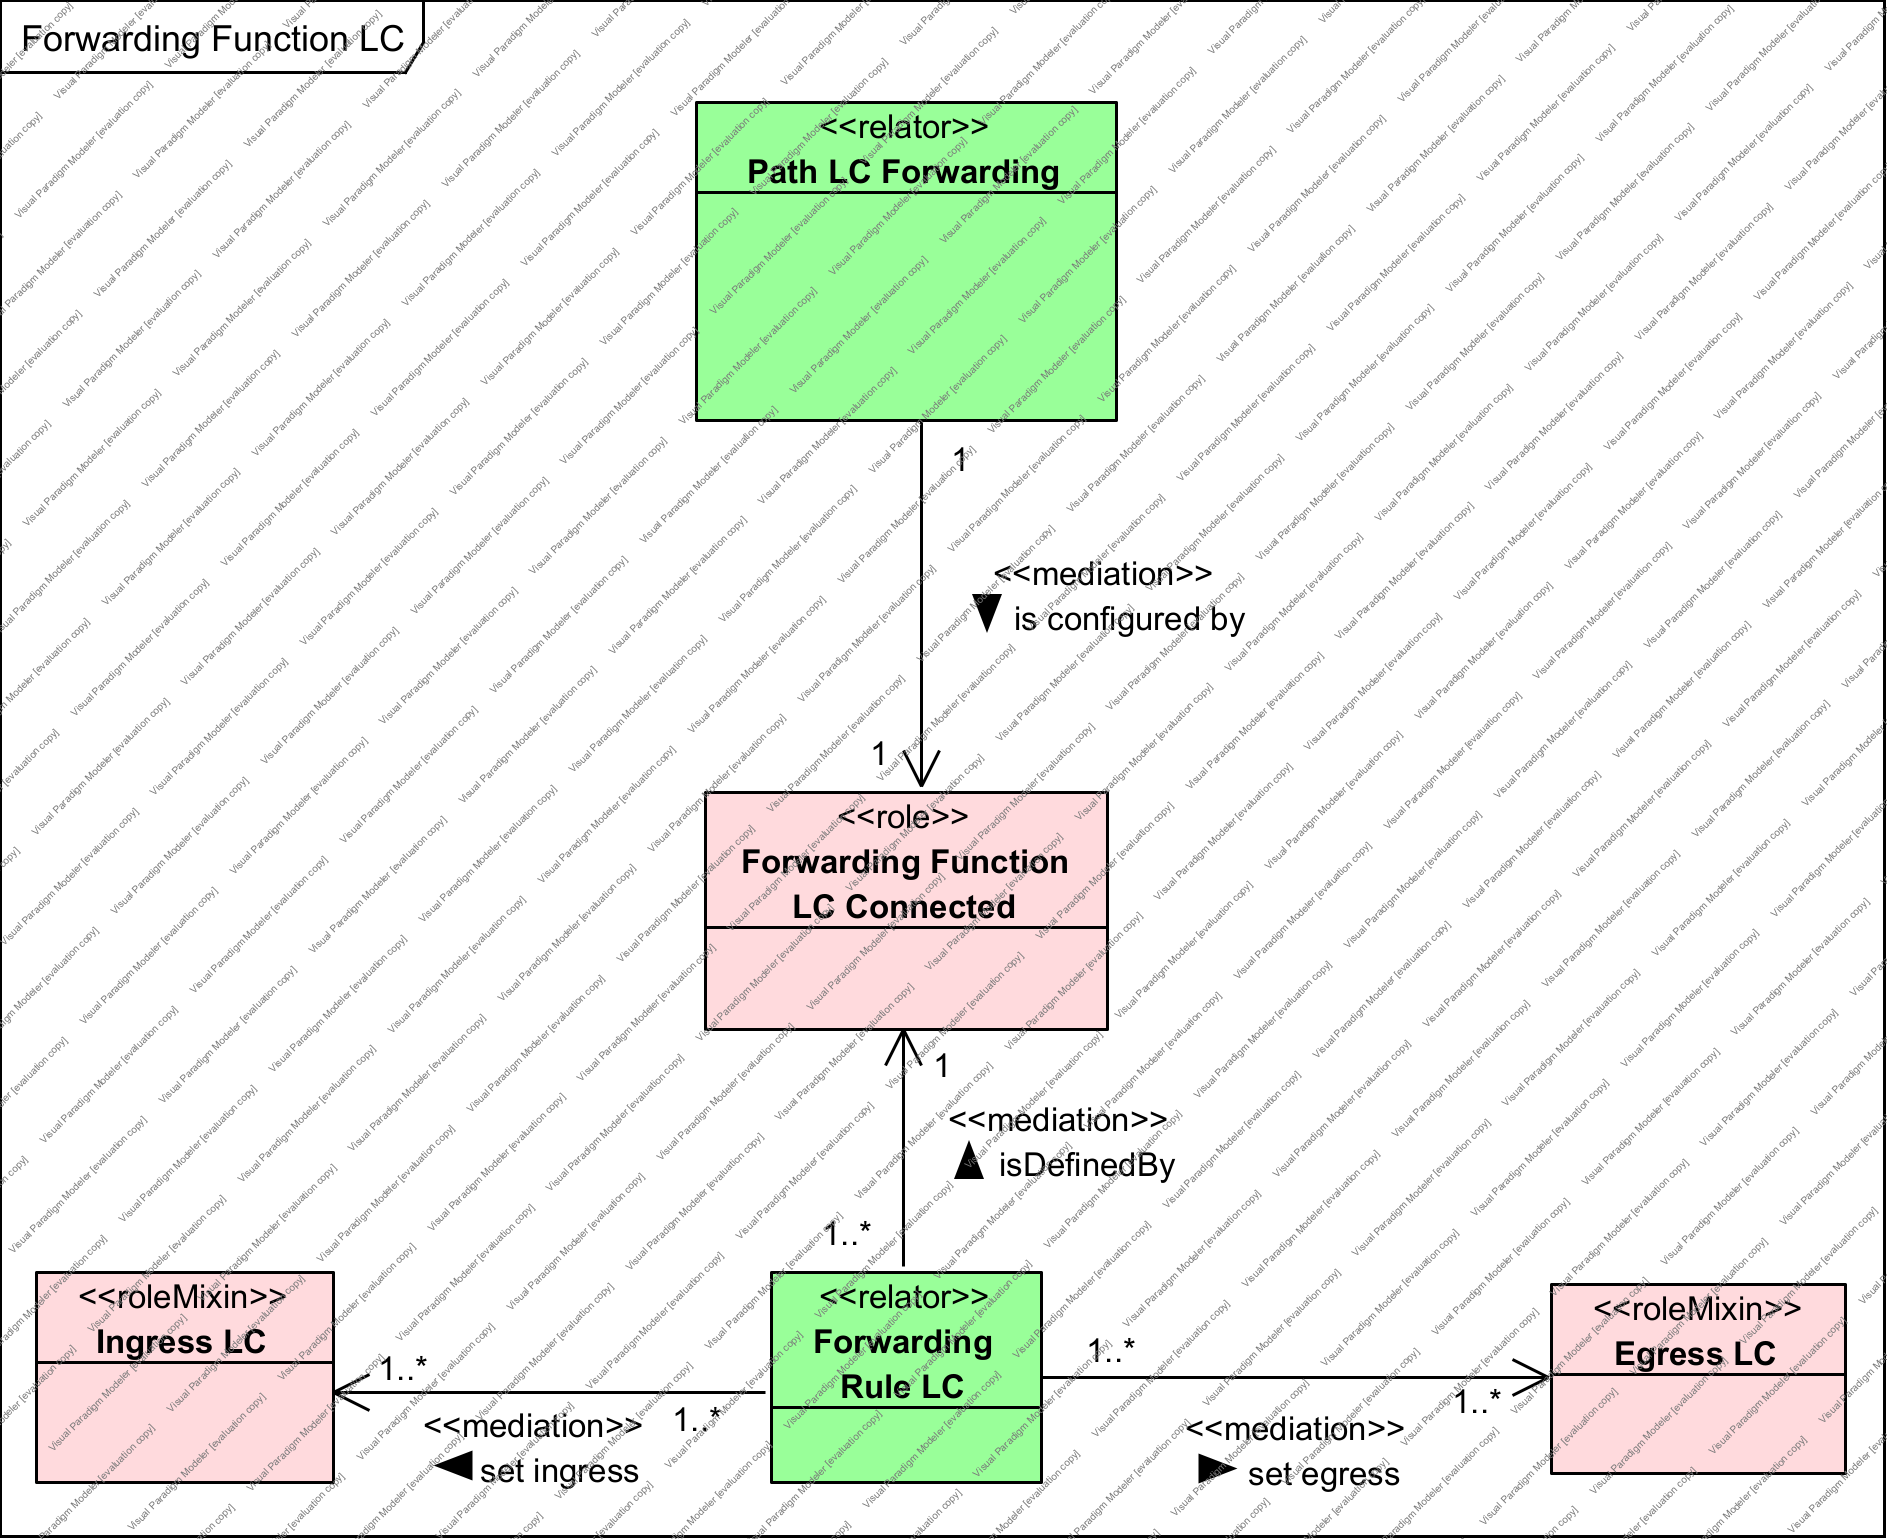 Forwarding Function LC
<<relator>>
Path LC Forwarding
1
<<mediation>>
is configured by
1
<<role>>
Forwarding Function
LC Connected
1
<<mediation>>
isDefinedBy
1..*
<<roleMixin>>
Ingress LC
1..*
<<mediation>>
set ingress
1..*
<<relator>>
Forwarding
Rule LC
1..*
<<mediation>>
set egress
1..*
<<roleMixin>>
Egress LC
Visual Paradigm Modeler [evaluation copy]